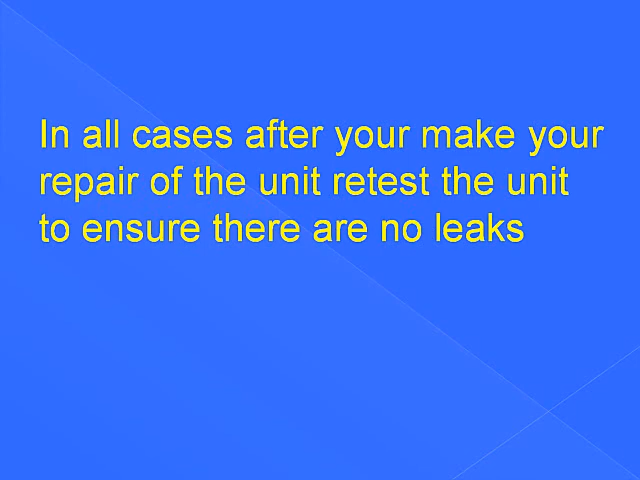 In all cases after your make your
repair of the unit retest the unit
to ensure there are no leaks